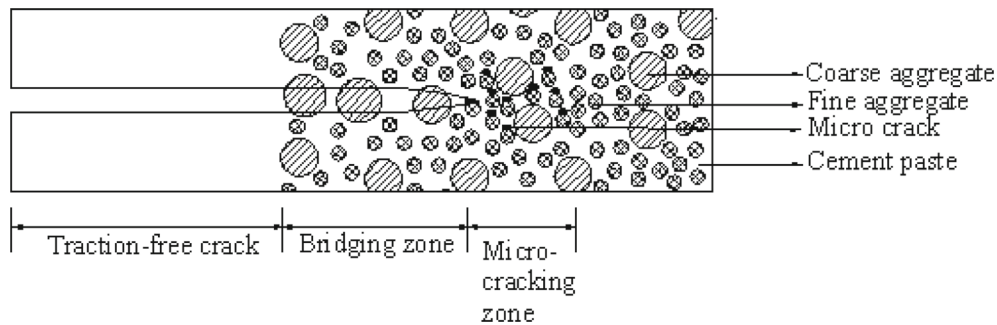 Coarse aggregate
Fine aggregate
Micro crack
Cement paste
Traction-free crack
Bridging zone
Micro-
cracking
zone